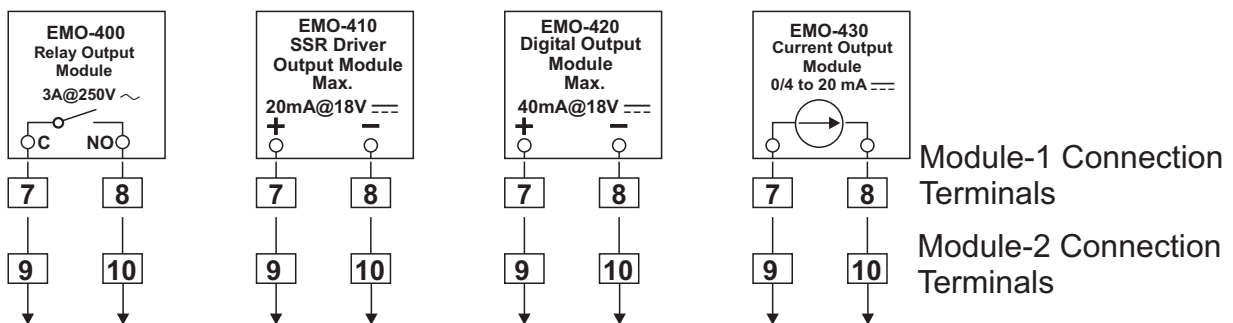 EMO-400
Relay Output
Module
3A@250V ~
C NO
7 8
9 10
EMO-410
SSR Driver
Output Module
Max.
20mA@18V ⎓
+ −
7 8
9 10
EMO-420
Digital Output
Module
Max.
40mA@18V ⎓
+ −
7 8
9 10
EMO-430
Current Output
Module
0/4 to 20 mA ⎓
7 8
9 10
Module-1 Connection
Terminals
Module-2 Connection
Terminals